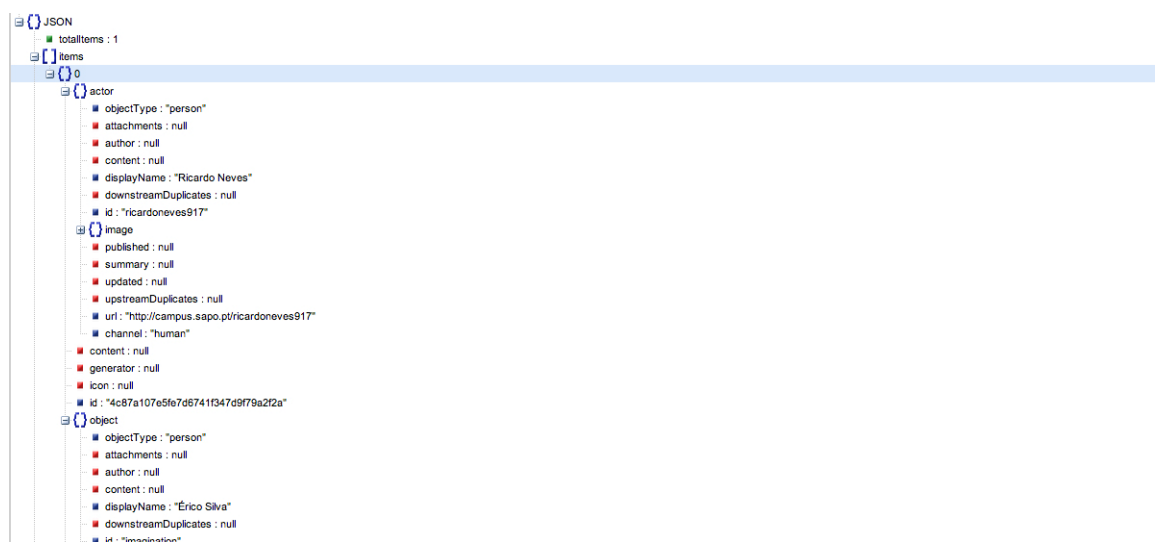 {} JSON
totalItems : 1
[] items
{} 0
{} actor
objectType : "person"
attachments : null
author : null
content : null
displayName : "Ricardo Neves"
downstreamDuplicates : null
id : "ricardoneves917"
{} image
published : null
summary : null
updated : null
upstreamDuplicates : null
url : "http://campus.sapo.pt/ricardoneves917"
channel : "human"
content : null
generator : null
icon : null
id : "4c87a107e5fe7d6741f347d9f79a2f2a"
{} object
objectType : "person"
attachments : null
author : null
content : null
displayName : "Érico Silva"
downstreamDuplicates : null
id : "imagination"